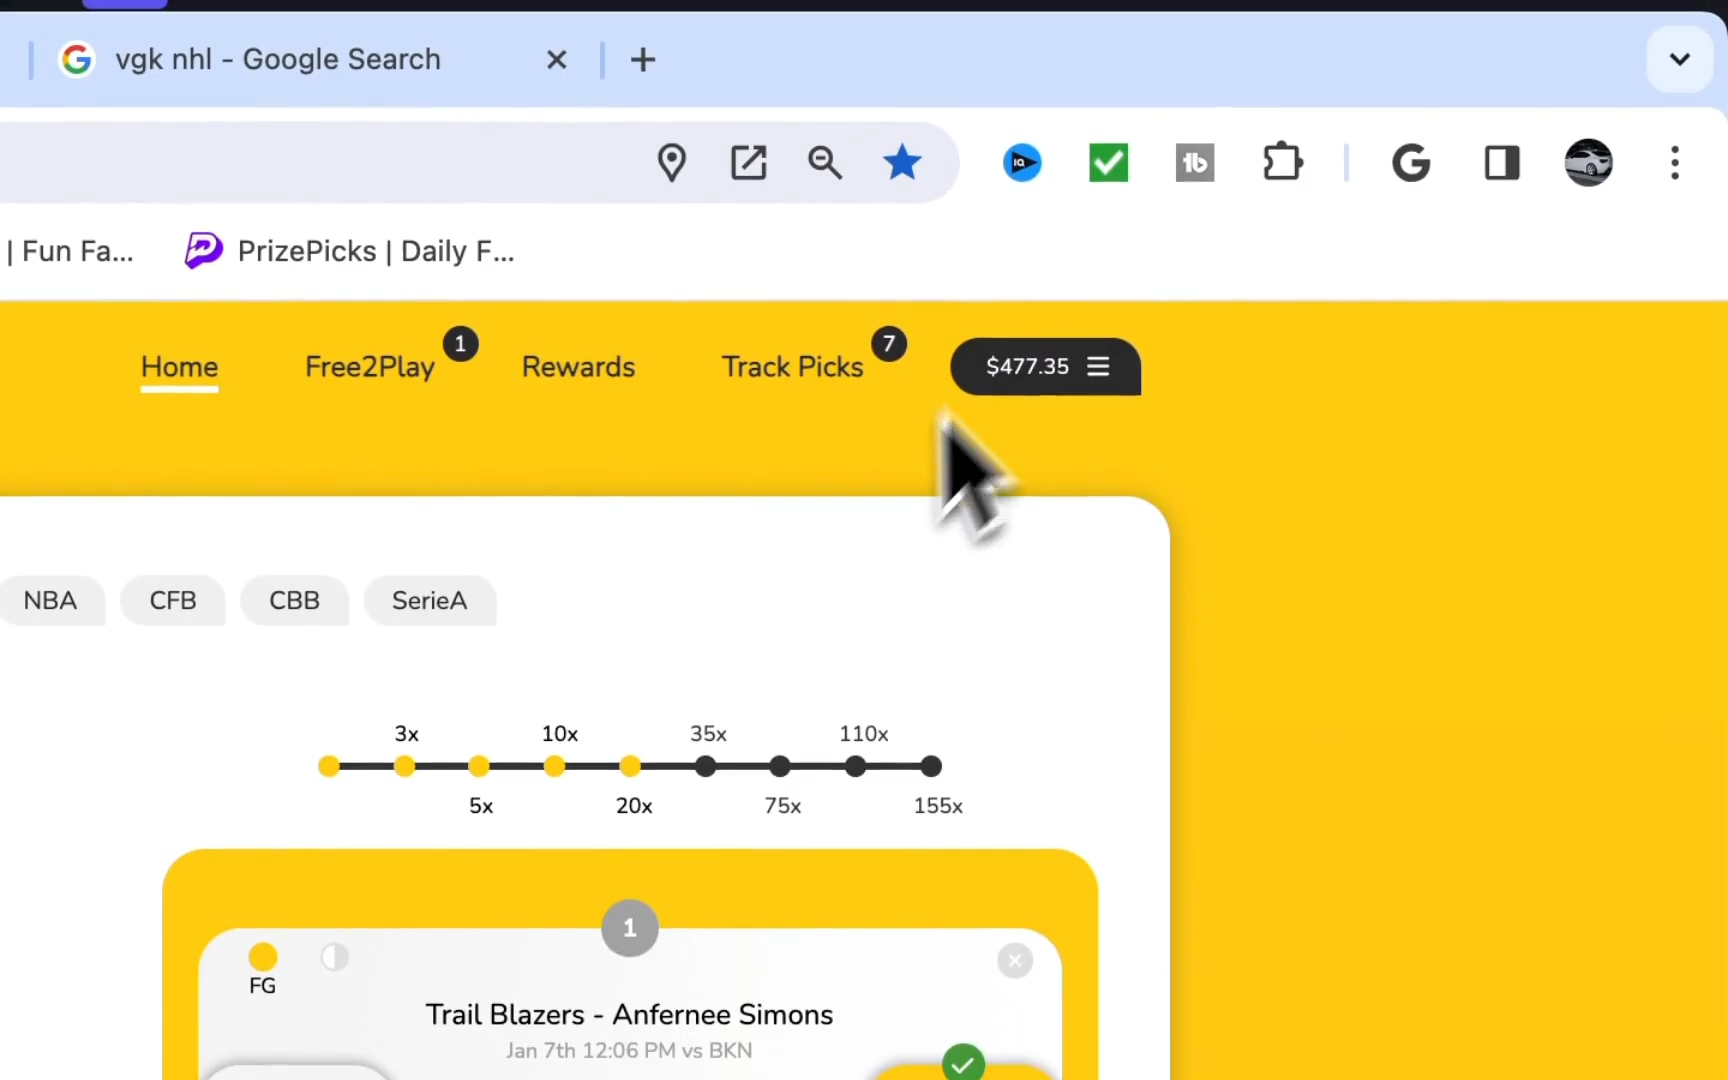 vgk nhl - Google Search
| Fun Fa...
PrizePicks | Daily F...
Home
Free2Play
1
Rewards
Track Picks
7
$477.35
NBA
CFB
CBB
SerieA
3x
10x
35x
110x
5x
20x
75x
155x
1
FG
Trail Blazers - Anfernee Simons
Jan 7th 12:06 PM vs BKN